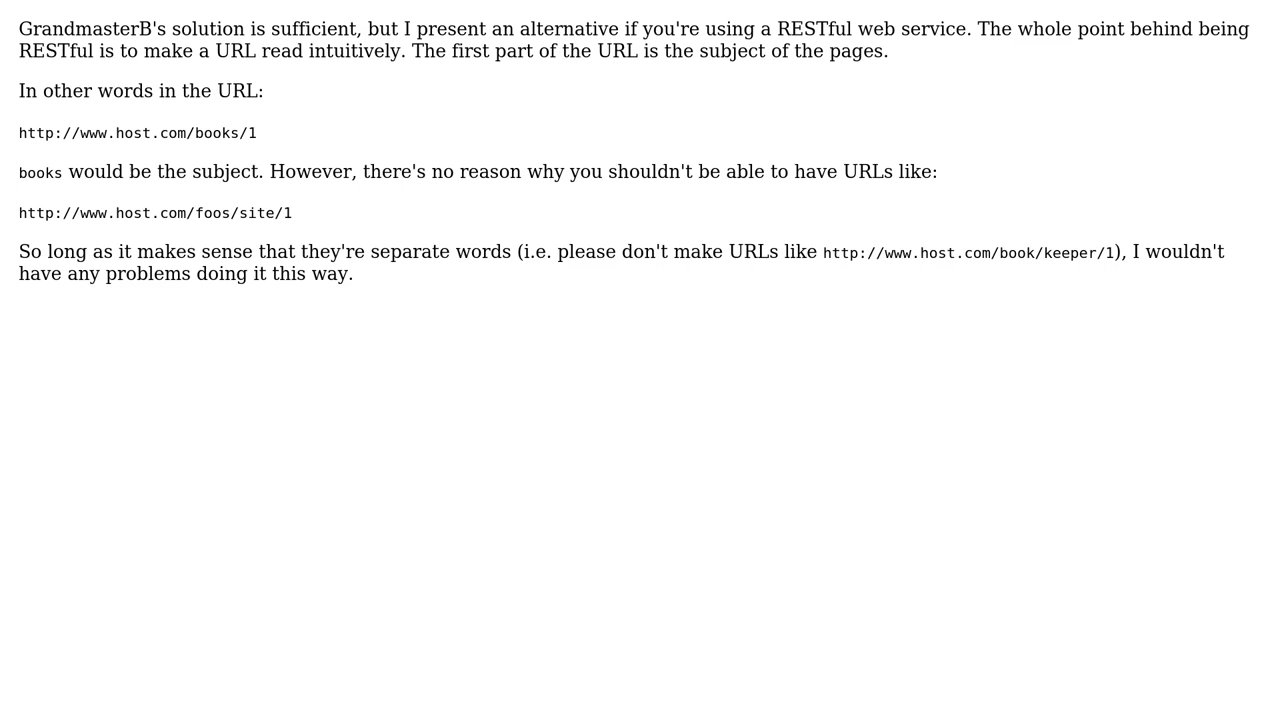 GrandmasterB's solution is sufficient, but I present an alternative if you're using a RESTful web service. The whole point behind being
RESTful is to make a URL read intuitively. The first part of the URL is the subject of the pages.
In other words in the URL:
http://www.host.com/books/1
books would be the subject. However, there's no reason why you shouldn't be able to have URLs like:
http://www.host.com/foos/site/1
So long as it makes sense that they're separate words (i.e. please don't make URLs like http://www.host.com/book/keeper/1), I wouldn't
have any problems doing it this way.